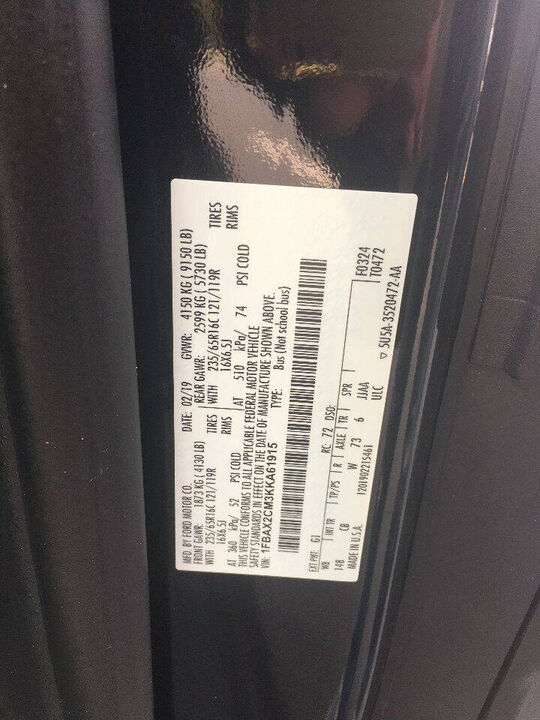 MFD. BY FORD MOTOR CO. DATE: 02/19 GVWR: 4150 KG ( 9150 LB)
FRONT GAWR: 1873 KG ( 4130 LB) REAR GAWR: 2599 KG ( 5730 LB)
WITH 235/65R16C 121/119R TIRES WITH 235/65R16C 121/119R TIRES
16X6.5J RIMS 16X6.5J RIMS
AT 360 kPa/ 52 PSI COLD AT 510 kPa/ 74 PSI COLD
THIS VEHICLE CONFORMS TO ALL APPLICABLE FEDERAL MOTOR VEHICLE
SAFETY STANDARDS IN EFFECT ON THE DATE OF MANUFACTURE SHOWN ABOVE.
VIN: 1FBAX2CM3KKA61915 TYPE: Bus (Not school bus)
EXT PNT: G1 RC: 72 DSO: F0324
WB INT TR TP/PS R AXLE TR SPR T0472
148 CB W 73 6 JJAA
MADE IN U.S.A. 1201902215461 ULC ▽ 5U5A-3520472-AA